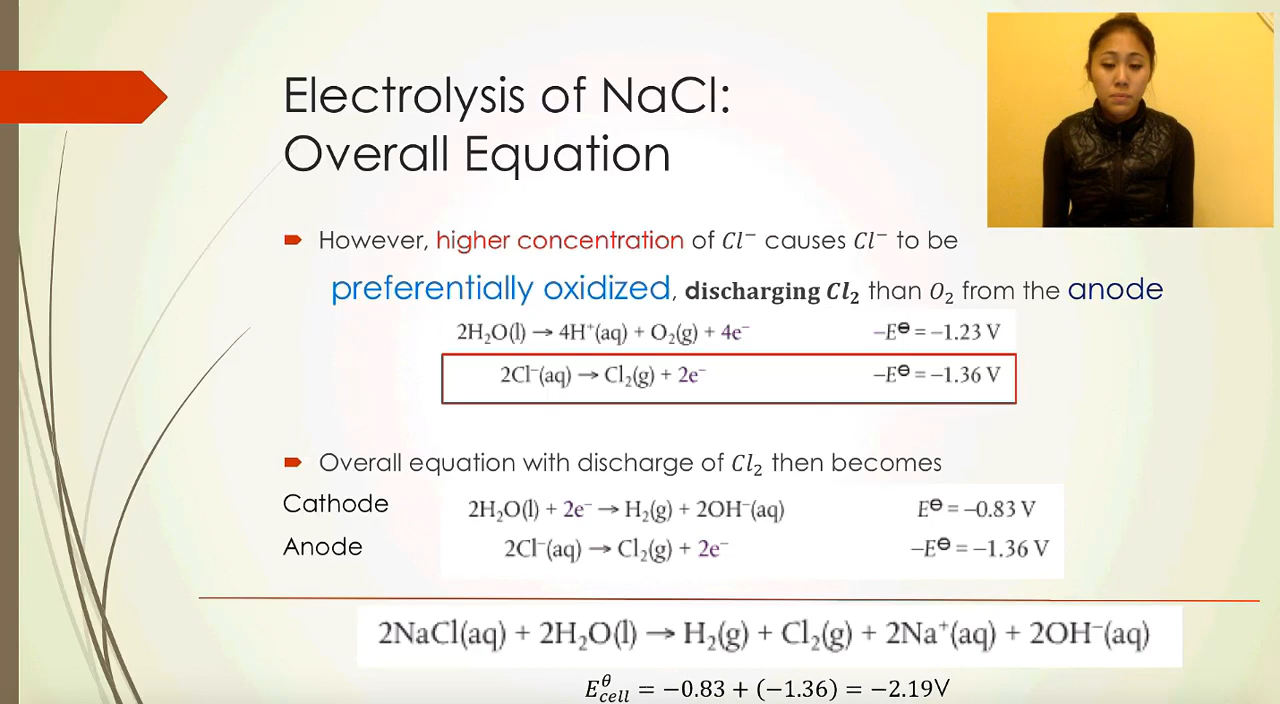 Electrolysis of NaCl:
Overall Equation
However, higher concentration of Cl⁻ causes Cl⁻ to be
preferentially oxidized, discharging Cl₂ than O₂ from the anode
2H₂O(l) → 4H⁺(aq) + O₂(g) + 4e⁻ –E⊖ = –1.23 V
2Cl⁻(aq) → Cl₂(g) + 2e⁻ –E⊖ = –1.36 V
Overall equation with discharge of Cl₂ then becomes
Cathode 2H₂O(l) + 2e⁻ → H₂(g) + 2OH⁻(aq) E⊖ = –0.83 V
Anode 2Cl⁻(aq) → Cl₂(g) + 2e⁻ –E⊖ = –1.36 V
2NaCl(aq) + 2H₂O(l) → H₂(g) + Cl₂(g) + 2Na⁺(aq) + 2OH⁻(aq)
E^θ_cell = −0.83 + (−1.36) = −2.19V